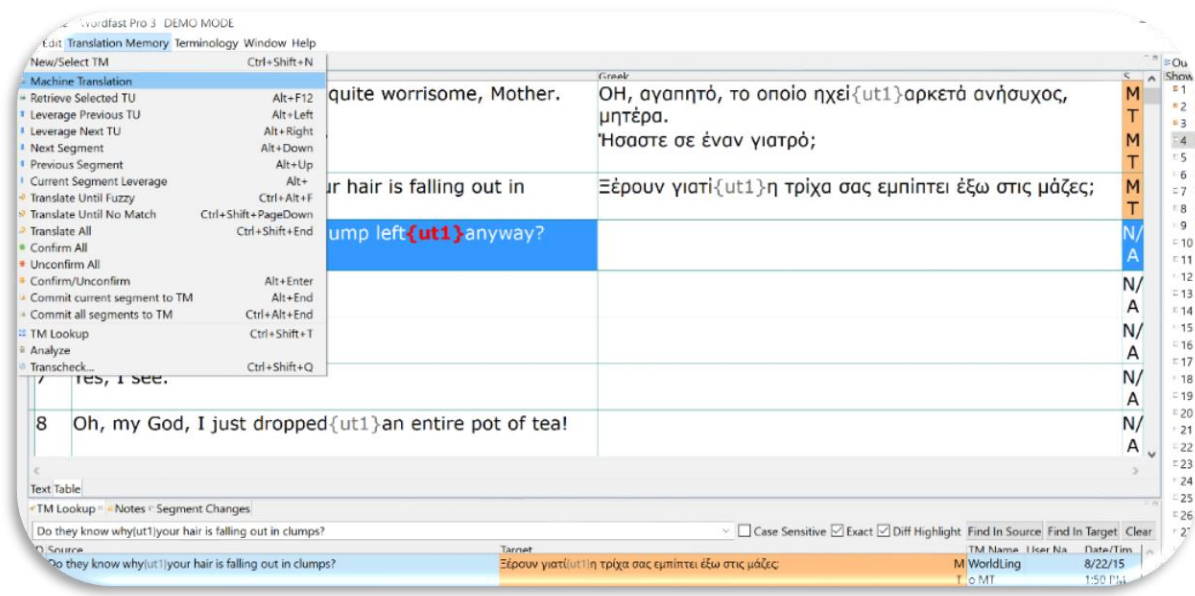 Wordfast Pro 3 DEMO MODE
Edit Translation Memory Terminology Window Help
New/Select TM Ctrl+Shift+N
Machine Translation
Retrieve Selected TU Alt+F12
Leverage Previous TU Alt+Left
Leverage Next TU Alt+Right
Next Segment Alt+Down
Previous Segment Alt+Up
Current Segment Leverage Alt+
Translate Until Fuzzy Ctrl+Alt+F
Translate Until No Match Ctrl+Shift+PageDown
Translate All Ctrl+Shift+End
Confirm All
Unconfirm All
Confirm/Unconfirm Alt+Enter
Commit current segment to TM Alt+End
Commit all segments to TM Ctrl+Alt+End
TM Lookup Ctrl+Shift+T
Analyze
Transcheck... Ctrl+Shift+Q
Greek S
quite worrisome, Mother.
ΟΗ, αγαπητό, το οποίο ηχεί{ut1}αρκετά ανήσυχος,
μητέρα.
MT
Ήσαστε σε έναν γιατρό;
MT
ur hair is falling out in
Ξέρουν γιατί{ut1}η τρίχα σας εμπίπτει έξω στις μάζες;
MT
ump left{ut1}anyway?
N/A
N/A
N/A
7 Yes, I see.
N/A
8 Oh, my God, I just dropped{ut1}an entire pot of tea!
N/A
Text Table
TM Lookup Notes Segment Changes
Do they know why{ut1}your hair is falling out in clumps?
Case Sensitive Exact Diff Highlight Find In Source Find In Target Clear
Source Target TM Name User Na Date/Tim
Do they know why{ut1}your hair is falling out in clumps? Ξέρουν γιατί{ut1}η τρίχα σας εμπίπτει έξω στις μάζες; M WorldLing 8/22/15
T o MT 1:50 PM
Ou
Show
1
2
3
4
5
6
7
8
9
10
11
12
13
14
15
16
17
18
19
20
21
22
23
24
25
26